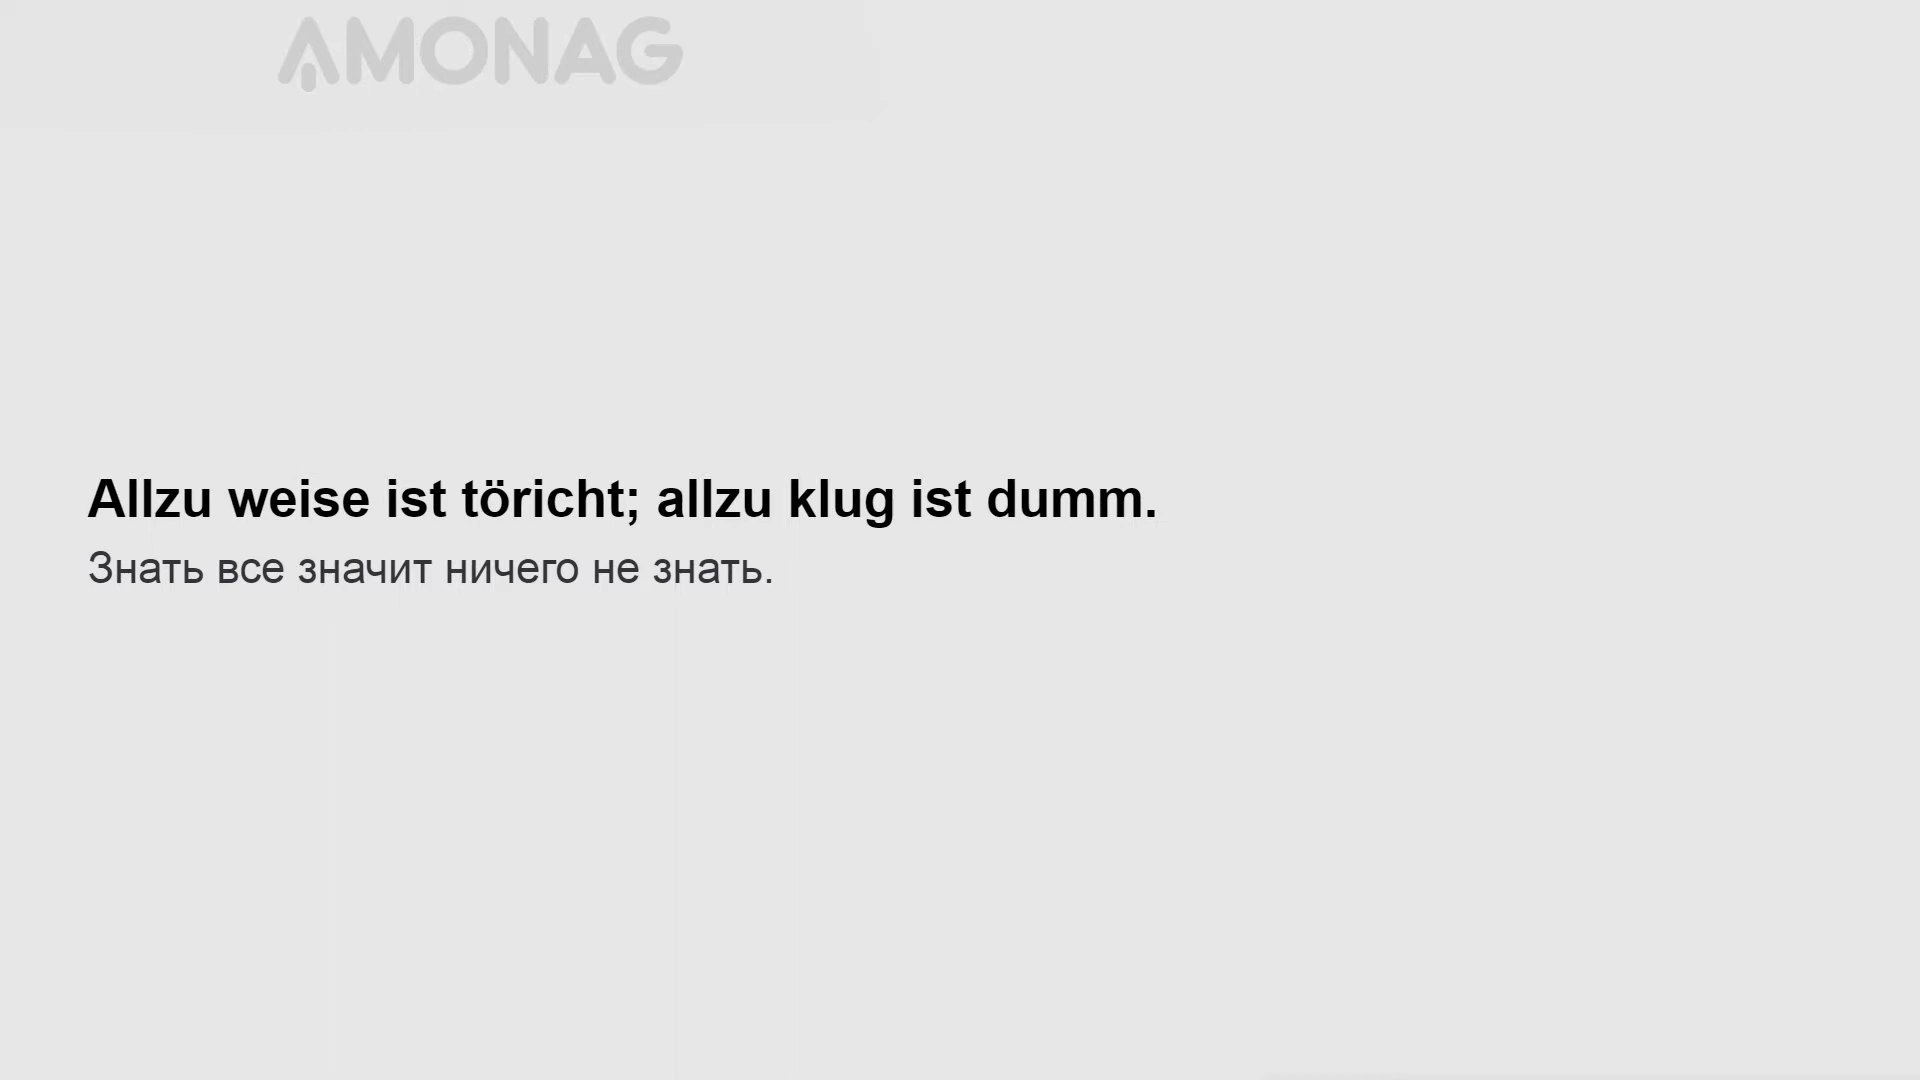 AMONAG
Allzu weise ist töricht; allzu klug ist dumm.
Знать все значит ничего не знать.